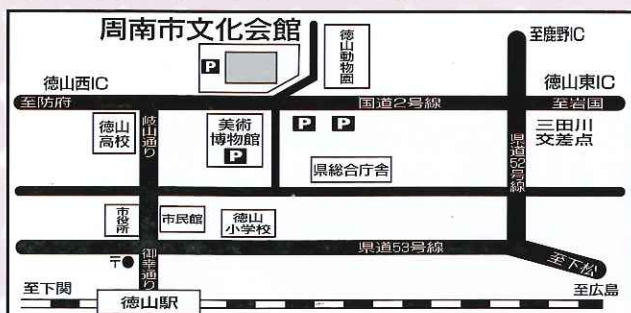 周南市文化会館
P
徳山動物園
至鹿野IC
徳山西IC
徳山東IC
至防府
国道2号線
至岩国
徳山高校
岐山通り
美術博物館
P
P
P
県道52号線
三田川交差点
県総合庁舎
市役所
市民館
徳山小学校
県道53号線
〒
御幸通り
至下松
至下関
徳山駅
至広島